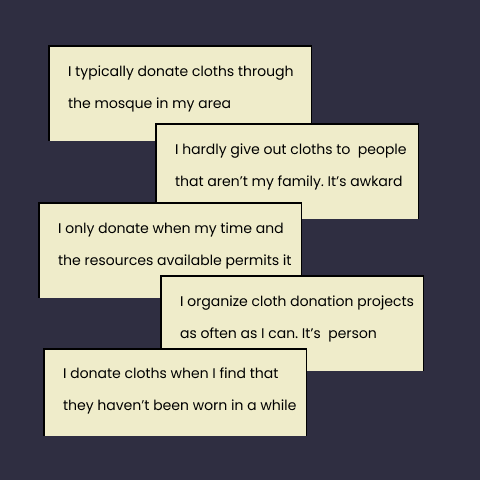 I typically donate cloths through
the mosque in my area
I hardly give out cloths to  people
that aren’t my family. It’s awkard
I only donate when my time and
the resources available permits it
I organize cloth donation projects
as often as I can. It’s  person
I donate cloths when I find that
they haven’t been worn in a while